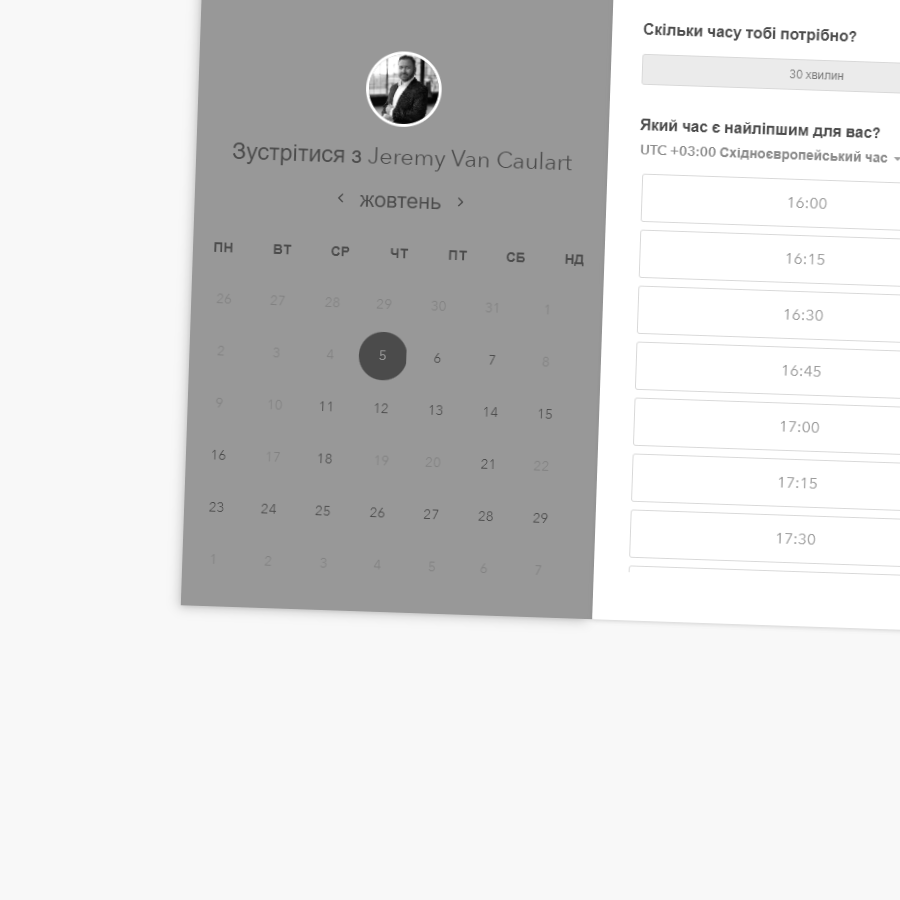 Зустрітися з Jeremy Van Caulart
жовтень
ПН ВТ СР ЧТ ПТ СБ НД
26 27 28 29 30 31 1
2 3 4 5 6 7 8
9 10 11 12 13 14 15
16 17 18 19 20 21 22
23 24 25 26 27 28 29
1 2 3 4 5 6 7
Скільки часу тобі потрібно?
30 хвилин
Який час є найліпшим для вас?
UTC +03:00 Східноєвропейський час
16:00
16:15
16:30
16:45
17:00
17:15
17:30